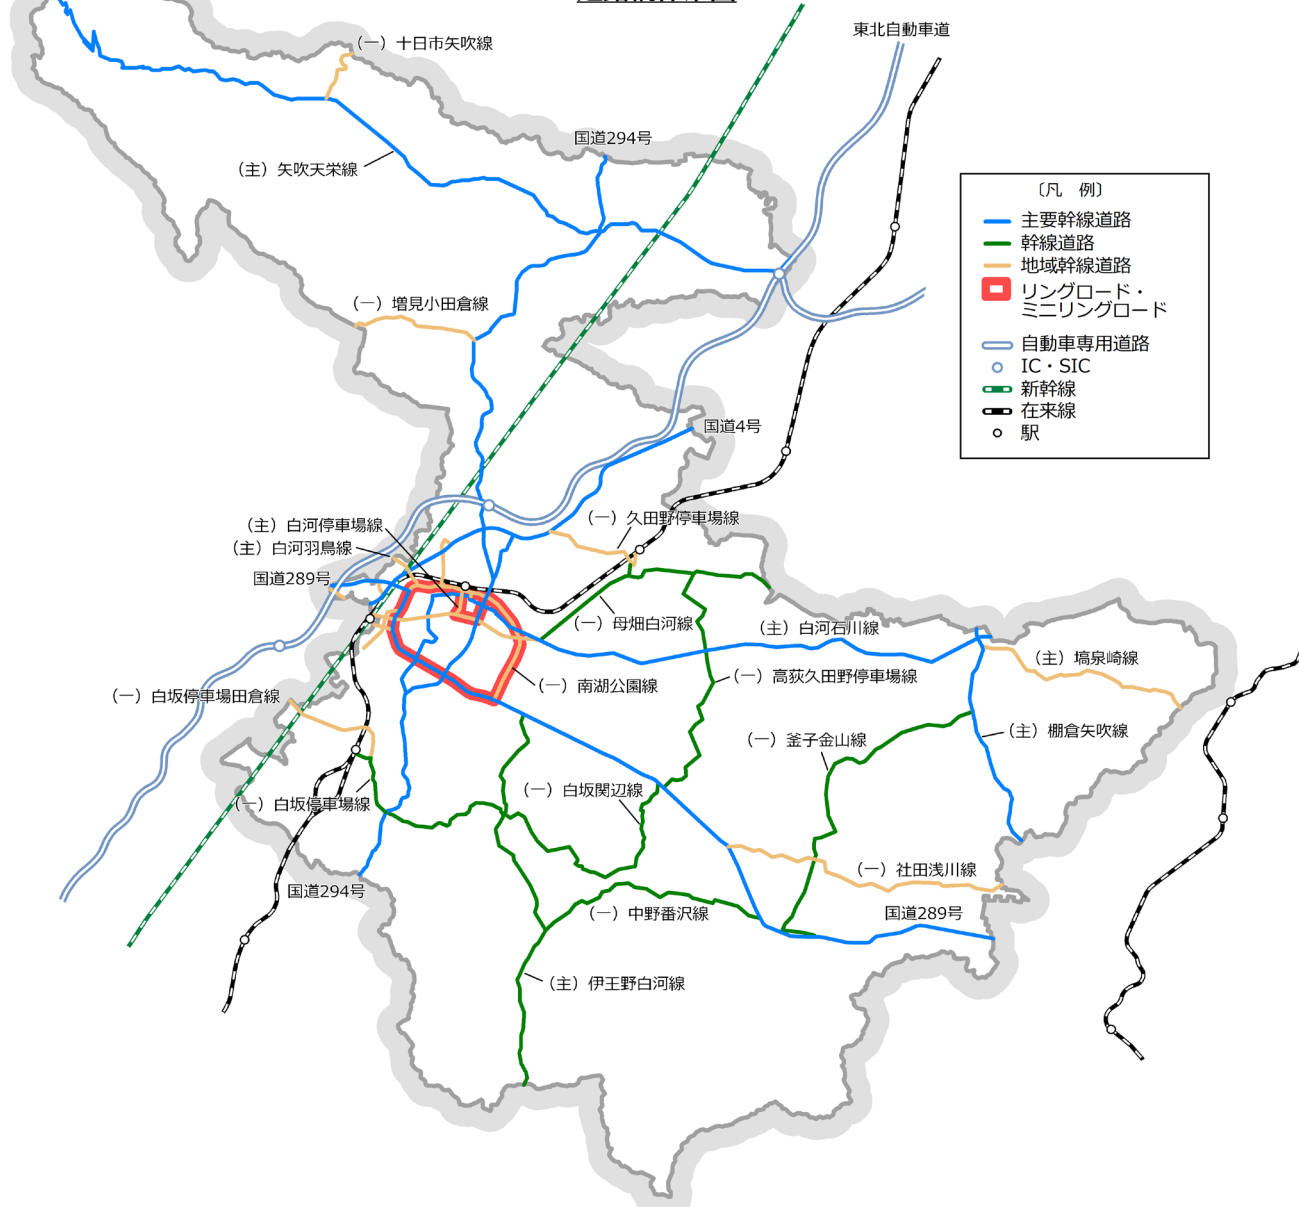 (一)十日市矢吹線
東北自動車道
国道294号
(主)矢吹天栄線
〔凡 例〕
主要幹線道路
幹線道路
地域幹線道路
リングロード・
ミニリングロード
自動車専用道路
IC・SIC
新幹線
在来線
駅
(一)増見小田倉線
国道4号
(主)白河停車場線
(一)久田野停車場線
(主)白河羽鳥線
国道289号
(一)母畑白河線
(主)白河石川線
(主)塙泉崎線
(一)高荻久田野停車場線
(一)南湖公園線
(一)白坂停車場田倉線
(主)棚倉矢吹線
(一)釜子金山線
(一)白坂関辺線
(一)白坂停車場線
(一)社田浅川線
国道294号
(一)中野番沢線
国道289号
(主)伊王野白河線